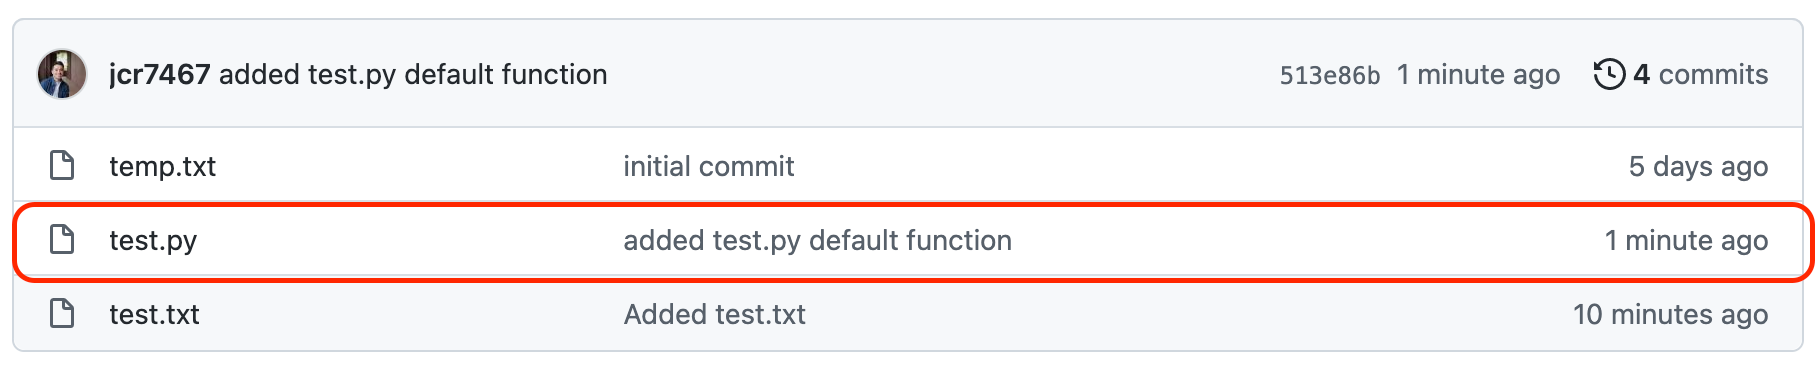 jcr7467 added test.py default function 513e86b 1 minute ago 4 commits
temp.txt initial commit 5 days ago
test.py added test.py default function 1 minute ago
test.txt Added test.txt 10 minutes ago